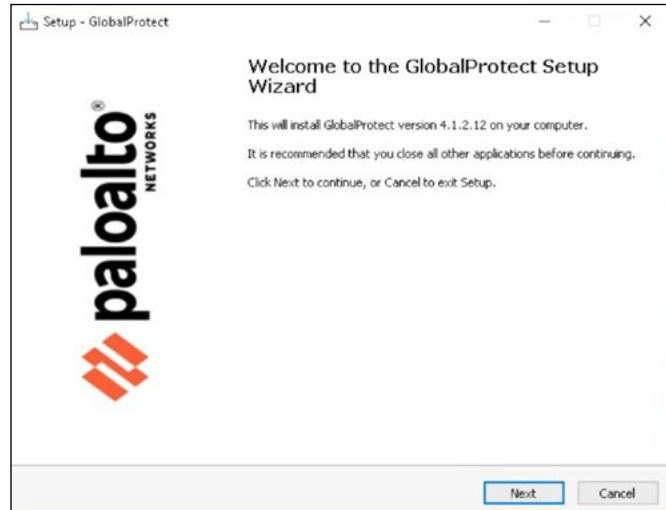 Setup - GlobalProtect
Welcome to the GlobalProtect Setup
Wizard
This will install GlobalProtect version 4.1.2.12 on your computer.
It is recommended that you close all other applications before continuing.
Click Next to continue, or Cancel to exit Setup.
paloalto®
NETWORKS
Next
Cancel